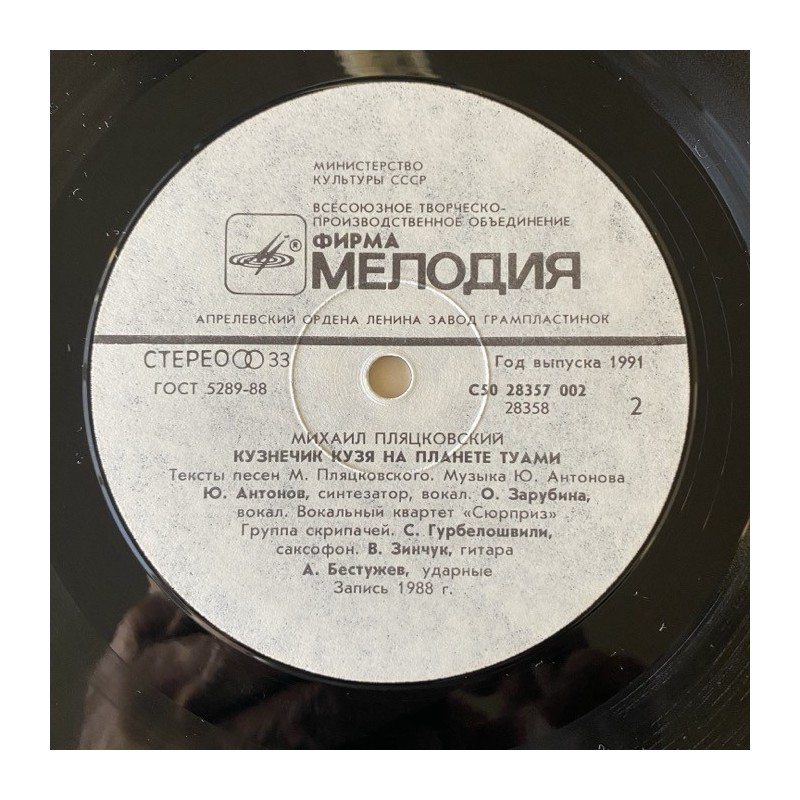 МИНИСТЕРСТВО
КУЛЬТУРЫ СССР
ВСЕСОЮЗНОЕ ТВОРЧЕСКО-
ПРОИЗВОДСТВЕННОЕ ОБЪЕДИНЕНИЕ
® ФИРМА
МЕЛОДИЯ
АПРЕЛЕВСКИЙ ОРДЕНА ЛЕНИНА ЗАВОД ГРАМПЛАСТИНОК
СТЕРЕО 33 Год выпуска 1991
ГОСТ 5289-88 С50 28357 002
28358 2
МИХАИЛ ПЛЯЦКОВСКИЙ
КУЗНЕЧИК КУЗЯ НА ПЛАНЕТЕ ТУАМИ
Тексты песен М. Пляцковского. Музыка Ю. Антонова
Ю. Антонов, синтезатор, вокал. О. Зарубина,
вокал. Вокальный квартет «Сюрприз»
Группа скрипачей. С. Гурбелошвили,
саксофон. В. Зинчук, гитара
А. Бестужев, ударные
Запись 1988 г.